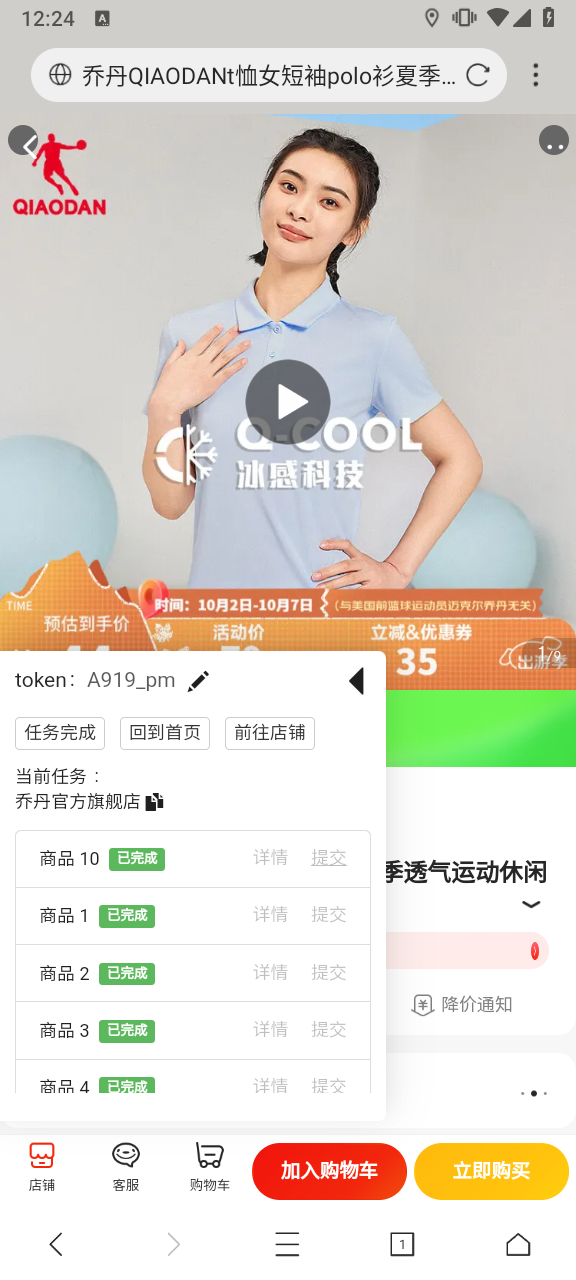 12:24
A
乔丹QIAODANt恤女短袖polo衫夏季...
QIAODAN
Q-COOL
冰感科技
TIME
时间：10月2日-10月7日
（与美国前篮球运动员迈克尔乔丹无关）
预估到手价
活动价
立减&优惠券
35
出游季
1/9
token： A919_pm
任务完成
回到首页
前往店铺
当前任务：
乔丹官方旗舰店
商品 10 已完成 详情 提交
商品 1 已完成 详情 提交
商品 2 已完成 详情 提交
商品 3 已完成 详情 提交
商品 4 已完成 详情 提交
季透气运动休闲
降价通知
店铺
客服
购物车
加入购物车
立即购买
1